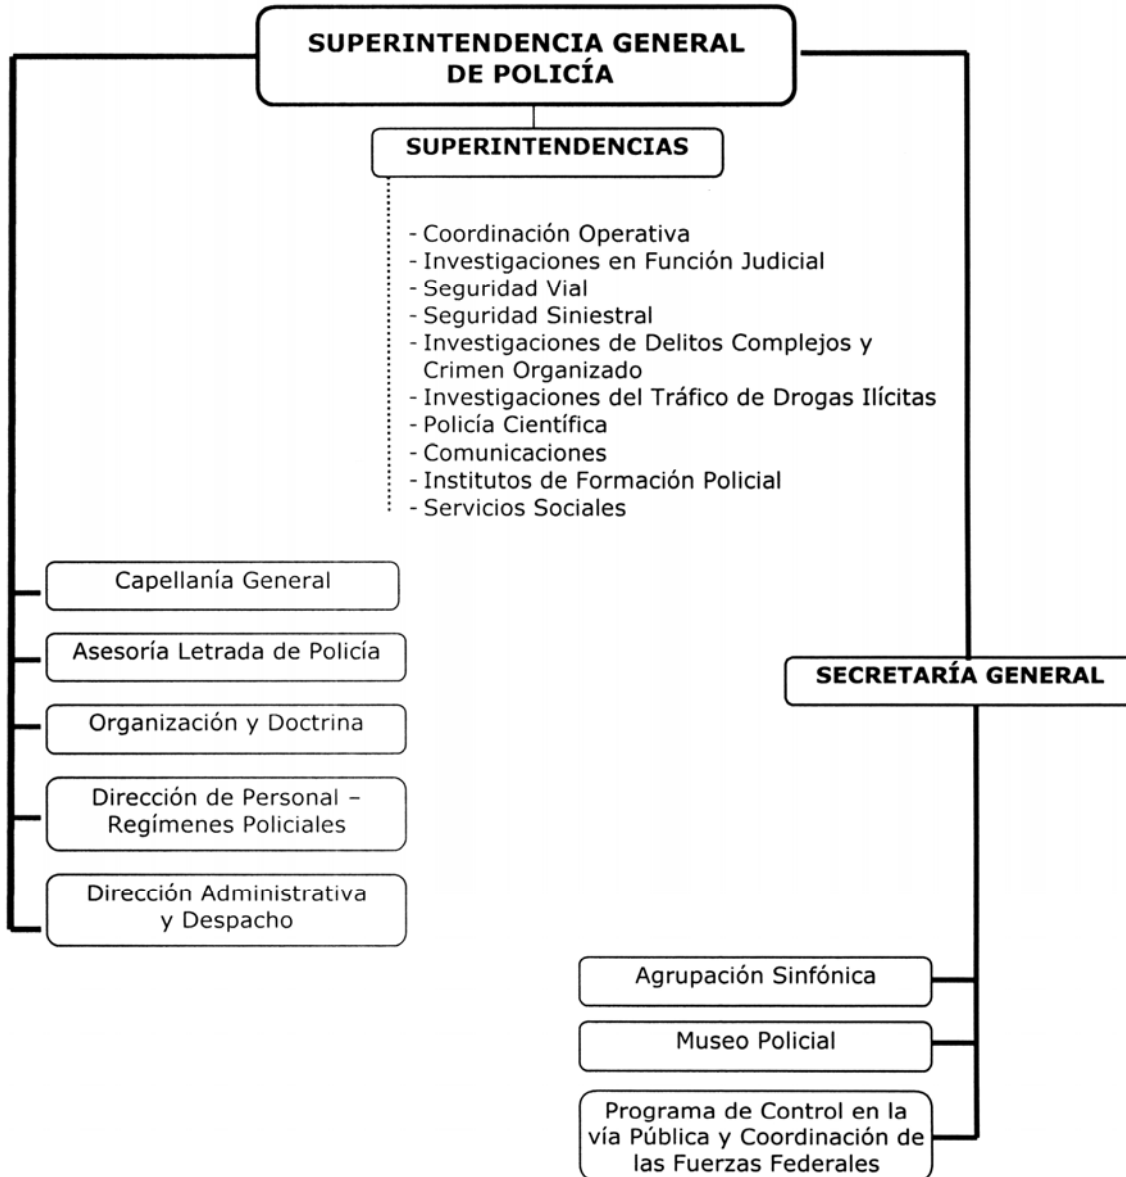 SUPERINTENDENCIA GENERAL
DE POLICÍA
SUPERINTENDENCIAS
- Coordinación Operativa
- Investigaciones en Función Judicial
- Seguridad Vial
- Seguridad Siniestral
- Investigaciones de Delitos Complejos y
Crimen Organizado
- Investigaciones del Tráfico de Drogas Ilícitas
- Policía Científica
- Comunicaciones
- Institutos de Formación Policial
- Servicios Sociales
Capellanía General
Asesoría Letrada de Policía
Organización y Doctrina
Dirección de Personal –
Regímenes Policiales
Dirección Administrativa
y Despacho
SECRETARÍA GENERAL
Agrupación Sinfónica
Museo Policial
Programa de Control en la
vía Pública y Coordinación de
las Fuerzas Federales